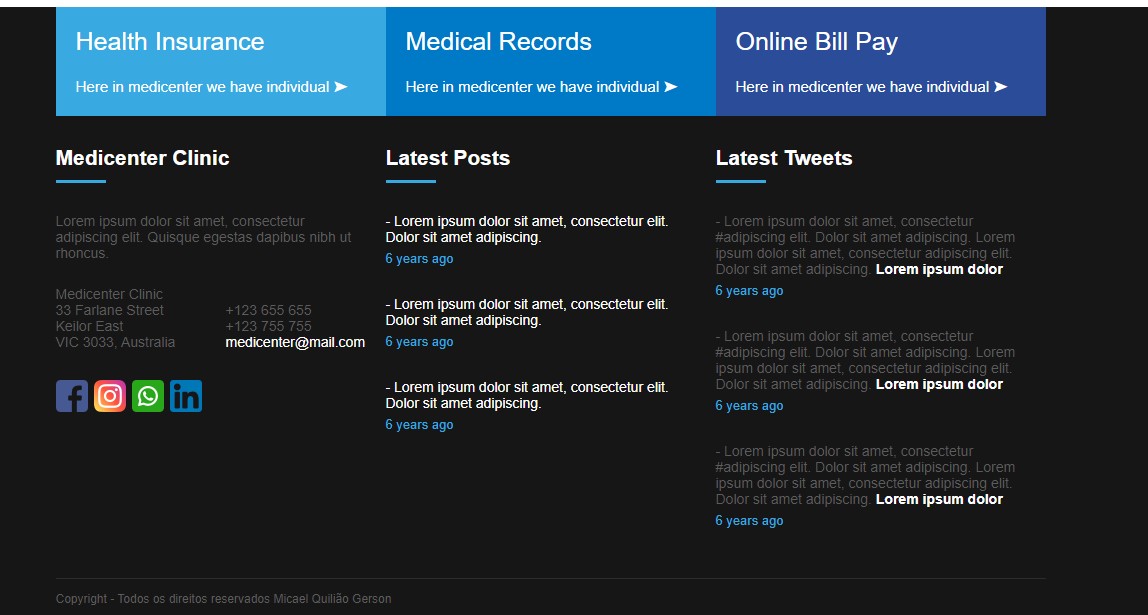 Health Insurance
Here in medicenter we have individual ➤
Medical Records
Here in medicenter we have individual ➤
Online Bill Pay
Here in medicenter we have individual ➤
Medicenter Clinic
Lorem ipsum dolor sit amet, consectetur
adipiscing elit. Quisque egestas dapibus nibh ut
rhoncus.
Medicenter Clinic
33 Farlane Street
+123 655 655
Keilor East
+123 755 755
VIC 3033, Australia
medicenter@mail.com
Latest Posts
- Lorem ipsum dolor sit amet, consectetur elit.
Dolor sit amet adipiscing.
6 years ago
- Lorem ipsum dolor sit amet, consectetur elit.
Dolor sit amet adipiscing.
6 years ago
- Lorem ipsum dolor sit amet, consectetur elit.
Dolor sit amet adipiscing.
6 years ago
Latest Tweets
- Lorem ipsum dolor sit amet, consectetur
#adipiscing elit. Dolor sit amet adipiscing. Lorem
ipsum dolor sit amet, consectetur adipiscing elit.
Dolor sit amet adipiscing. Lorem ipsum dolor
6 years ago
- Lorem ipsum dolor sit amet, consectetur
#adipiscing elit. Dolor sit amet adipiscing. Lorem
ipsum dolor sit amet, consectetur adipiscing elit.
Dolor sit amet adipiscing. Lorem ipsum dolor
6 years ago
- Lorem ipsum dolor sit amet, consectetur
#adipiscing elit. Dolor sit amet adipiscing. Lorem
ipsum dolor sit amet, consectetur adipiscing elit.
Dolor sit amet adipiscing. Lorem ipsum dolor
6 years ago
Copyright - Todos os direitos reservados Micael Quilião Gerson